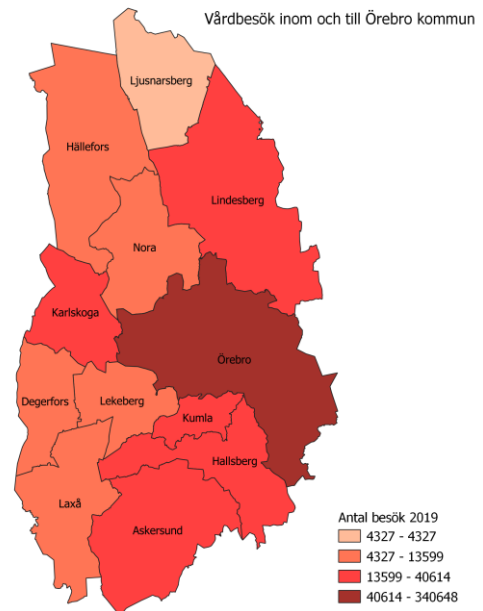 Vårdbesök inom och till Örebro kommun
Ljusnarsberg
Hällefors
Lindesberg
Nora
Karlskoga
Örebro
Degerfors
Lekeberg
Kumla
Hallsberg
Laxå
Askersund
Antal besök 2019
4327 - 4327
4327 - 13599
13599 - 40614
40614 - 340648